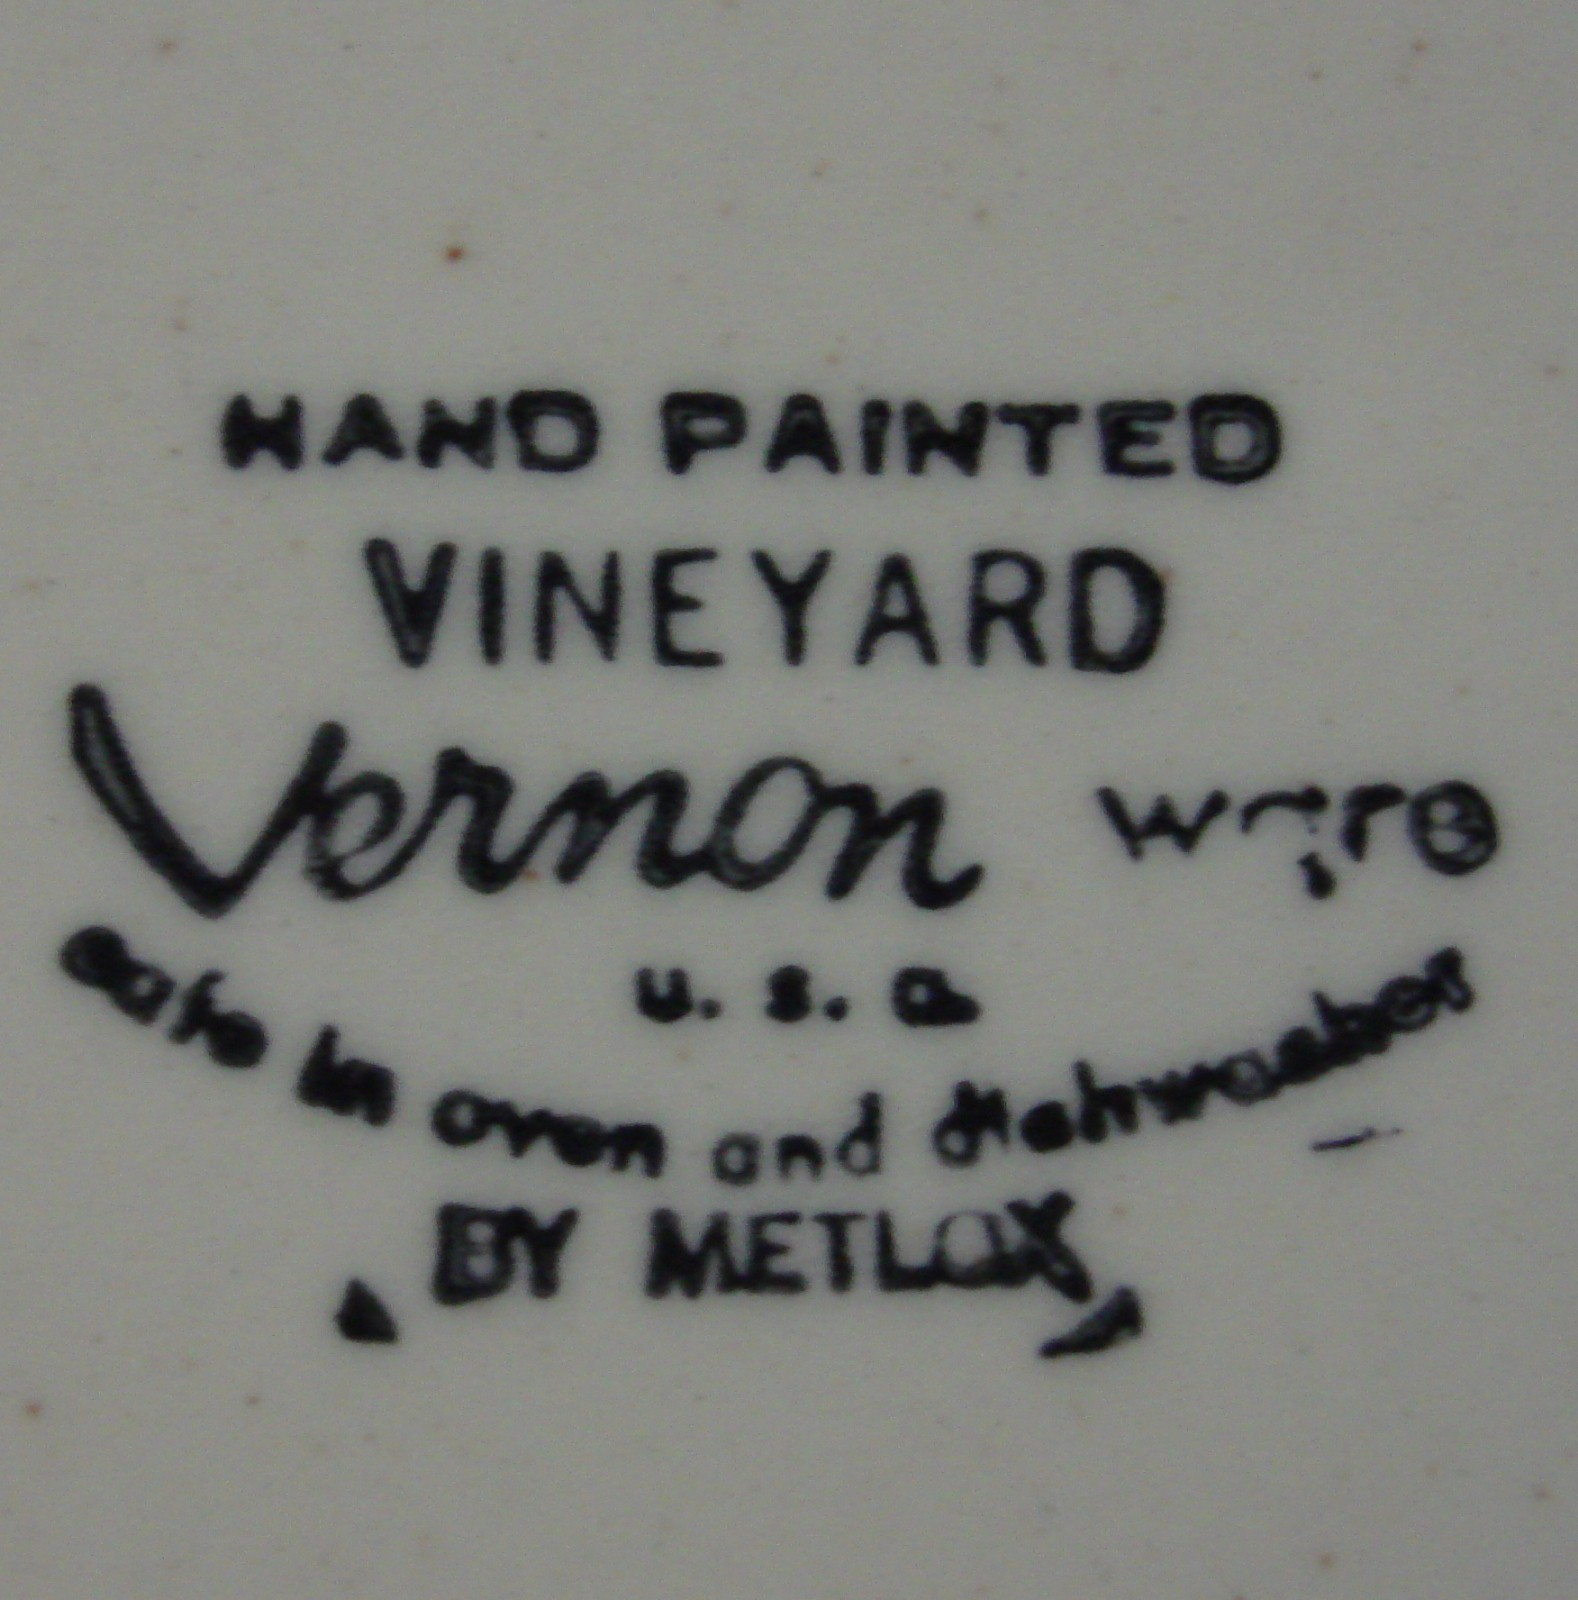 HAND PAINTED
VINEYARD
Vernon ware
u. s. a.
safe in oven and dishwasher
BY METLOX